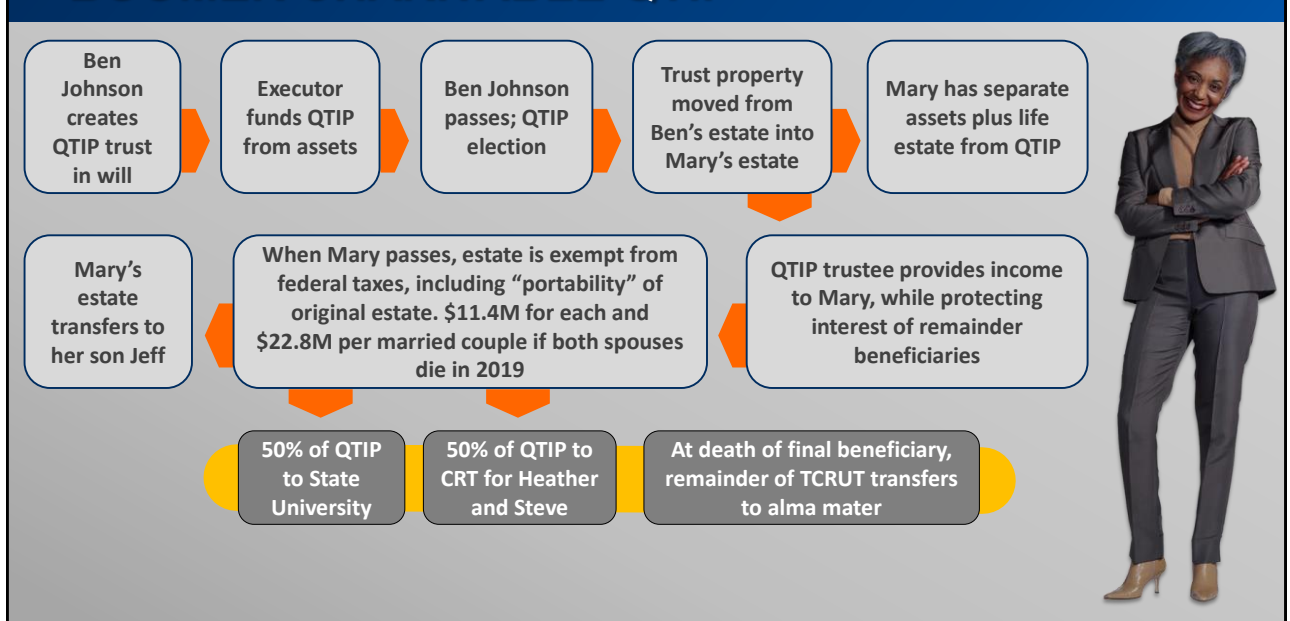 Ben
Johnson
creates
QTIP trust
in will
Executor
funds QTIP
from assets
Ben Johnson
passes; QTIP
election
Trust property
moved from
Ben’s estate into
Mary’s estate
Mary has separate
assets plus life
estate from QTIP
QTIP trustee provides income
to Mary, while protecting
interest of remainder
beneficiaries
When Mary passes, estate is exempt from
federal taxes, including “portability” of
original estate. $11.4M for each and
$22.8M per married couple if both spouses
die in 2019
Mary’s
estate
transfers to
her son Jeff
50% of QTIP
to State
University
50% of QTIP to
CRT for Heather
and Steve
At death of final beneficiary,
remainder of TCRUT transfers
to alma mater